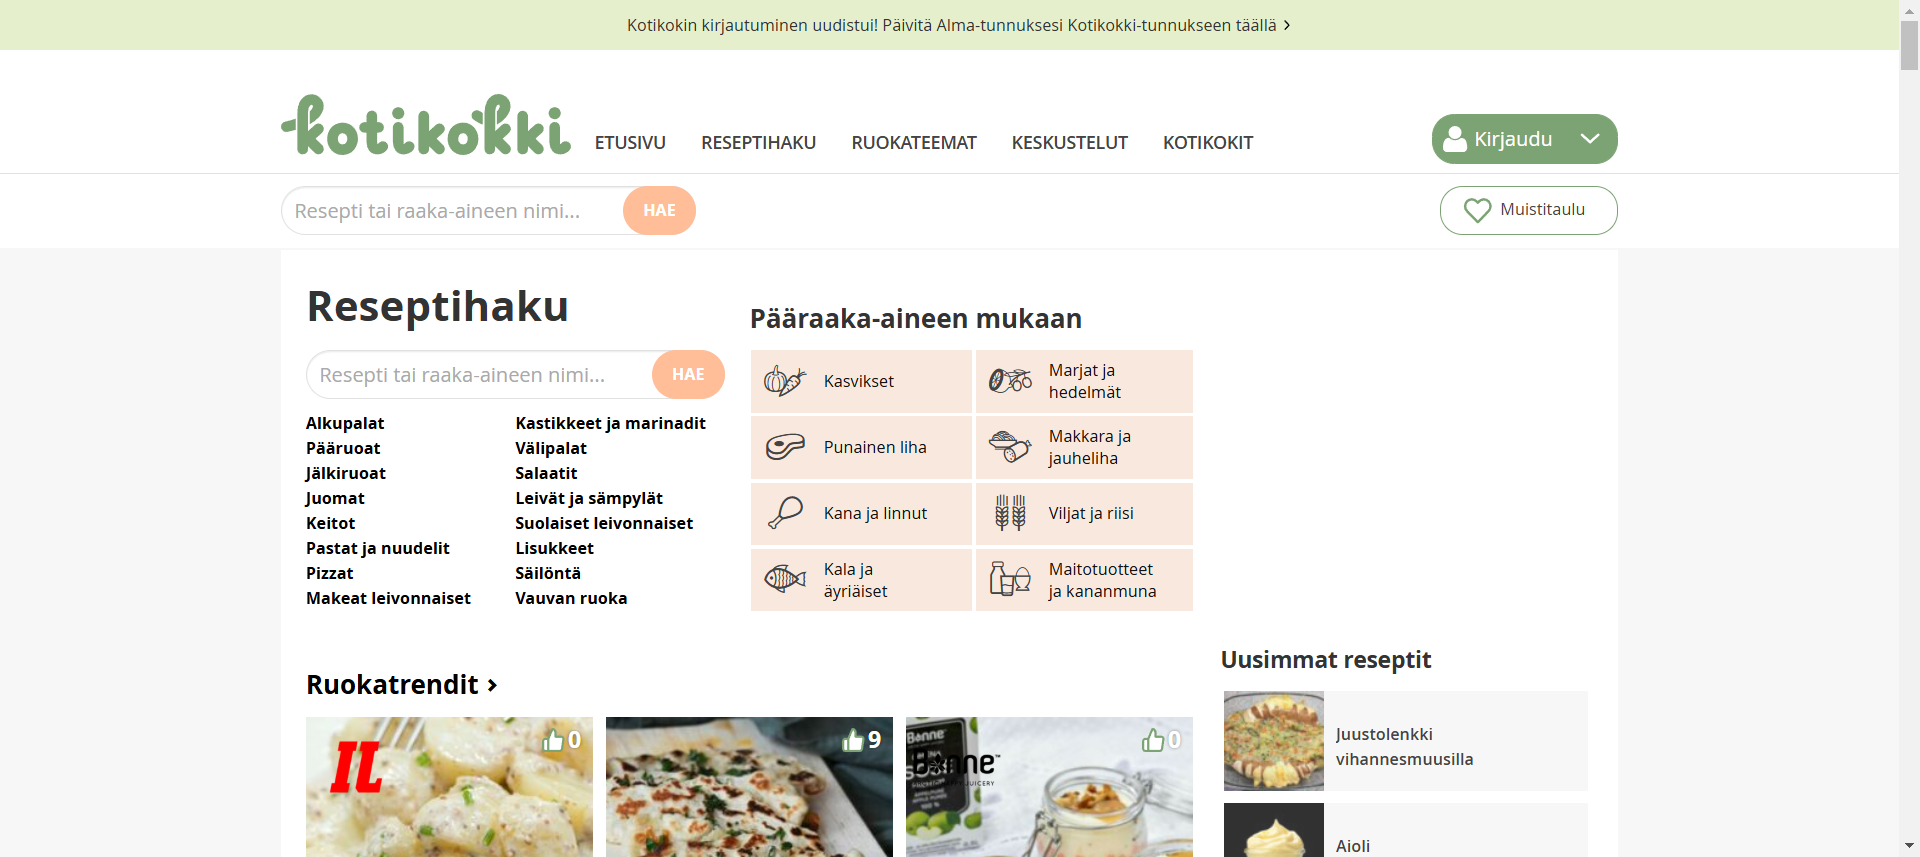 Kotikokin kirjautuminen uudistui! Päivitä Alma-tunnuksesi Kotikokki-tunnukseen täällä
kotikokki
ETUSIVU RESEPTIHAKU RUOKATEEMAT KESKUSTELUT KOTIKOKIT
Kirjaudu
Resepti tai raaka-aineen nimi...
HAE
Muistitaulu
Reseptihaku
Resepti tai raaka-aineen nimi...
HAE
Alkupalat
Pääruoat
Jälkiruoat
Juomat
Keitot
Pastat ja nuudelit
Pizzat
Makeat leivonnaiset
Kastikkeet ja marinadit
Välipalat
Salaatit
Leivät ja sämpylät
Suolaiset leivonnaiset
Lisukkeet
Säilöntä
Vauvan ruoka
Pääraaka-aineen mukaan
Kasvikset
Marjat ja
hedelmät
Punainen liha
Makkara ja
jauheliha
Kana ja linnut
Viljat ja riisi
Kala ja
äyriäiset
Maitotuotteet
ja kananmuna
Ruokatrendit
IL
0
9
Bonne
Bonne
JUICERY
0
Uusimmat reseptit
Juustolenkki
vihannesmuusilla
Aioli